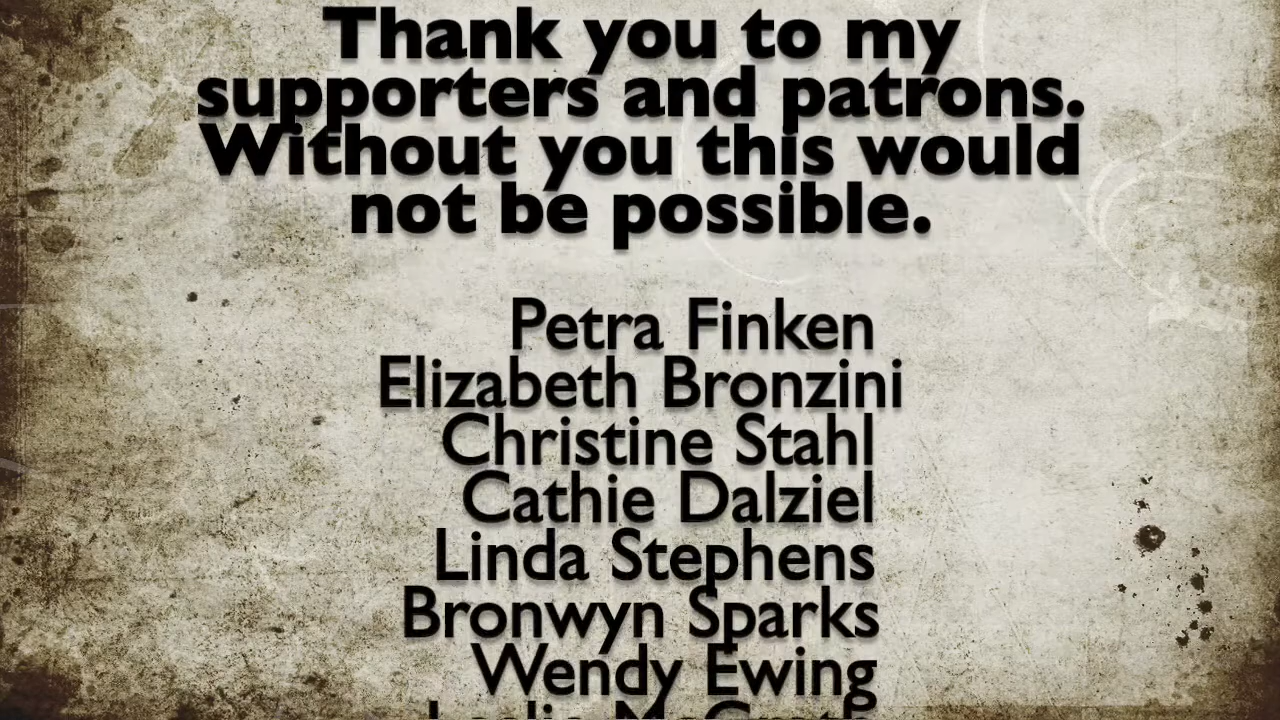 Thank you to my
supporters and patrons.
Without you this would
not be possible.
Petra Finken
Elizabeth Bronzini
Christine Stahl
Cathie Dalziel
Linda Stephens
Bronwyn Sparks
Wendy Ewing